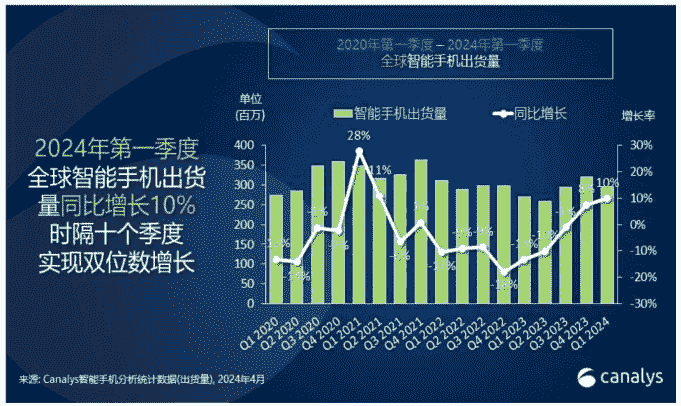 2020年第一季度 – 2024年第一季度
全球智能手机出货量
2024年第一季度
全球智能手机出货
量同比增长10%
时隔十个季度
实现双位数增长
单位
(百万)
智能手机出货量
同比增长
增长率
400
350
300
250
200
150
100
50
0
30%
20%
10%
0%
-10%
-20%
-30%
28%
11%
8%
10%
Q1 2020
Q2 2020
Q3 2020
Q4 2020
Q1 2021
Q2 2021
Q3 2021
Q4 2021
Q1 2022
Q2 2022
Q3 2022
Q4 2022
Q1 2023
Q2 2023
Q3 2023
Q4 2023
Q1 2024
来源: Canalys智能手机分析统计数据(出货量), 2024年4月
canalys